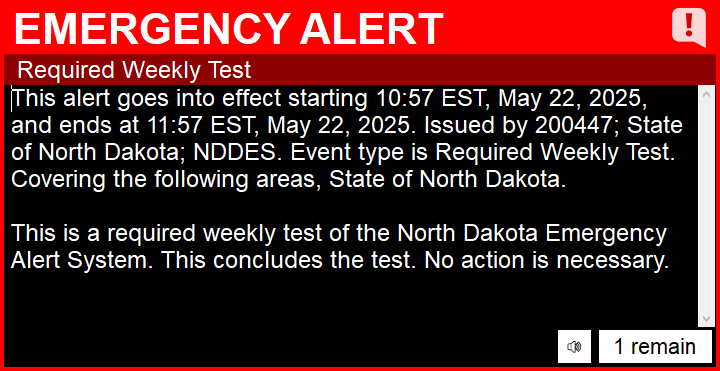 EMERGENCY ALERT
Required Weekly Test
This alert goes into effect starting 10:57 EST, May 22, 2025,
and ends at 11:57 EST, May 22, 2025. Issued by 200447; State
of North Dakota; NDDES. Event type is Required Weekly Test.
Covering the following areas, State of North Dakota.
This is a required weekly test of the North Dakota Emergency
Alert System. This concludes the test. No action is necessary.
1 remain